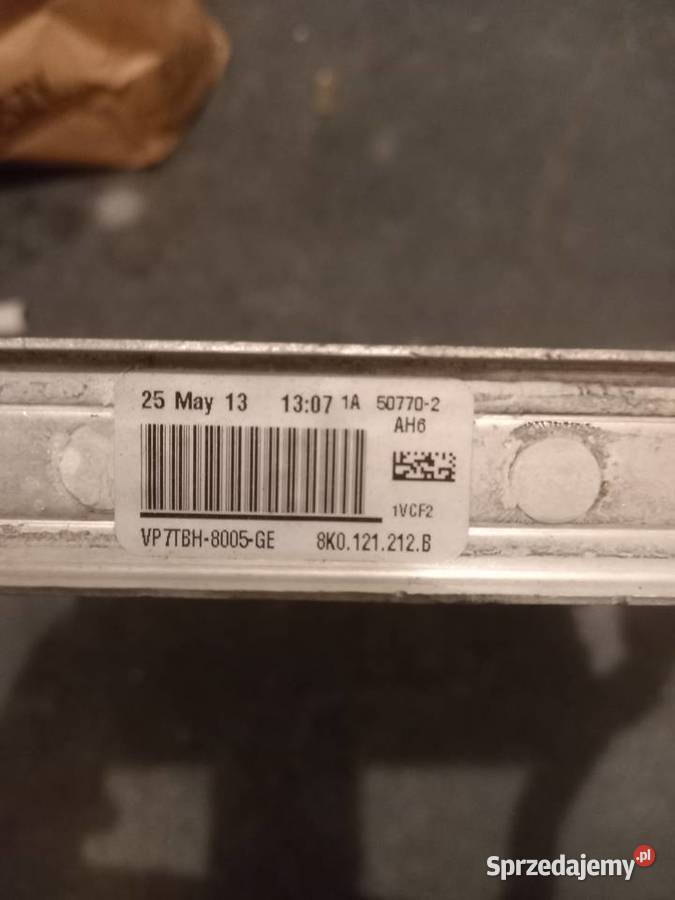 25 May 13 13:07 1A 50770-2
AH6
1VCF2
VP7TBH-8005-GE 8K0.121.212.B
Sprzedajemy.pl